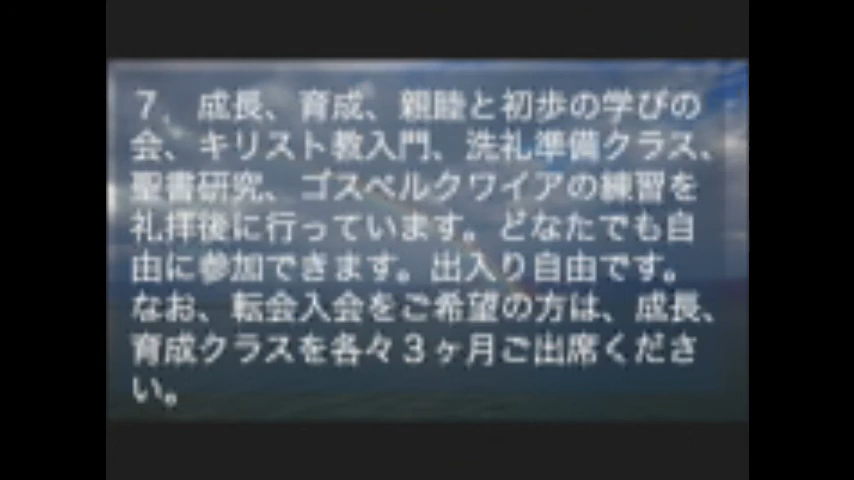 7．成長、育成、親睦と初歩の学びの
会、キリスト教入門、洗礼準備クラス、
聖書研究、ゴスペルクワイアの練習を
礼拝後に行っています。どなたでも自
由に参加できます。出入り自由です。
なお、転会入会をご希望の方は、成長、
育成クラスを各々３ヶ月ご出席くださ
い。